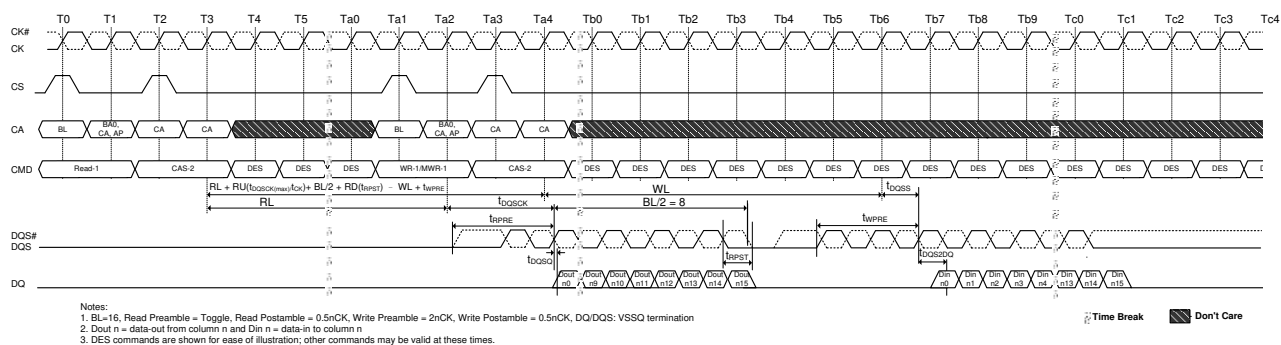 T0 T1 T2 T3 T4 T5 Ta0 Ta1 Ta2 Ta3 Ta4 Tb0 Tb1 Tb2 Tb3 Tb4 Tb5 Tb6 Tb7 Tb8 Tb9 Tc0 Tc1 Tc2 Tc3 Tc4
CK#
CK
CS
CA BL BA0, CA, AP CA CA BL BA0, CA, AP CA CA
CMD Read-1 CAS-2 DES DES DES WR-1/MWR-1 CAS-2 DES DES DES DES DES DES DES DES DES DES DES DES DES DES
RL + RU(tDQSCK(max)/tCK)+ BL/2 + RD(tRPST) − WL + tWPRE WL tDQSS
RL tDQSCK BL/2 = 8
tRPRE tWPRE
DQS#
DQS
tDQSQ tRPST tDQS2DQ
DQ Dout n0 Dout n9 Dout n10 Dout n11 Dout n12 Dout n13 Dout n14 Dou n15 Din n0 Din n1 Din n2 Din n3 Din n4 Din n13 Din n14 Din n15
Notes:
1. BL=16, Read Preamble = Toggle, Read Postamble = 0.5nCK, Write Preamble = 2nCK, Write Postamble = 0.5nCK, DQ/DQS: VSSQ termination
2. Dout n = data-out from column n and Din n = data-in to column n
3. DES commands are shown for ease of illustration; other commands may be valid at these times.
Time Break Don't Care